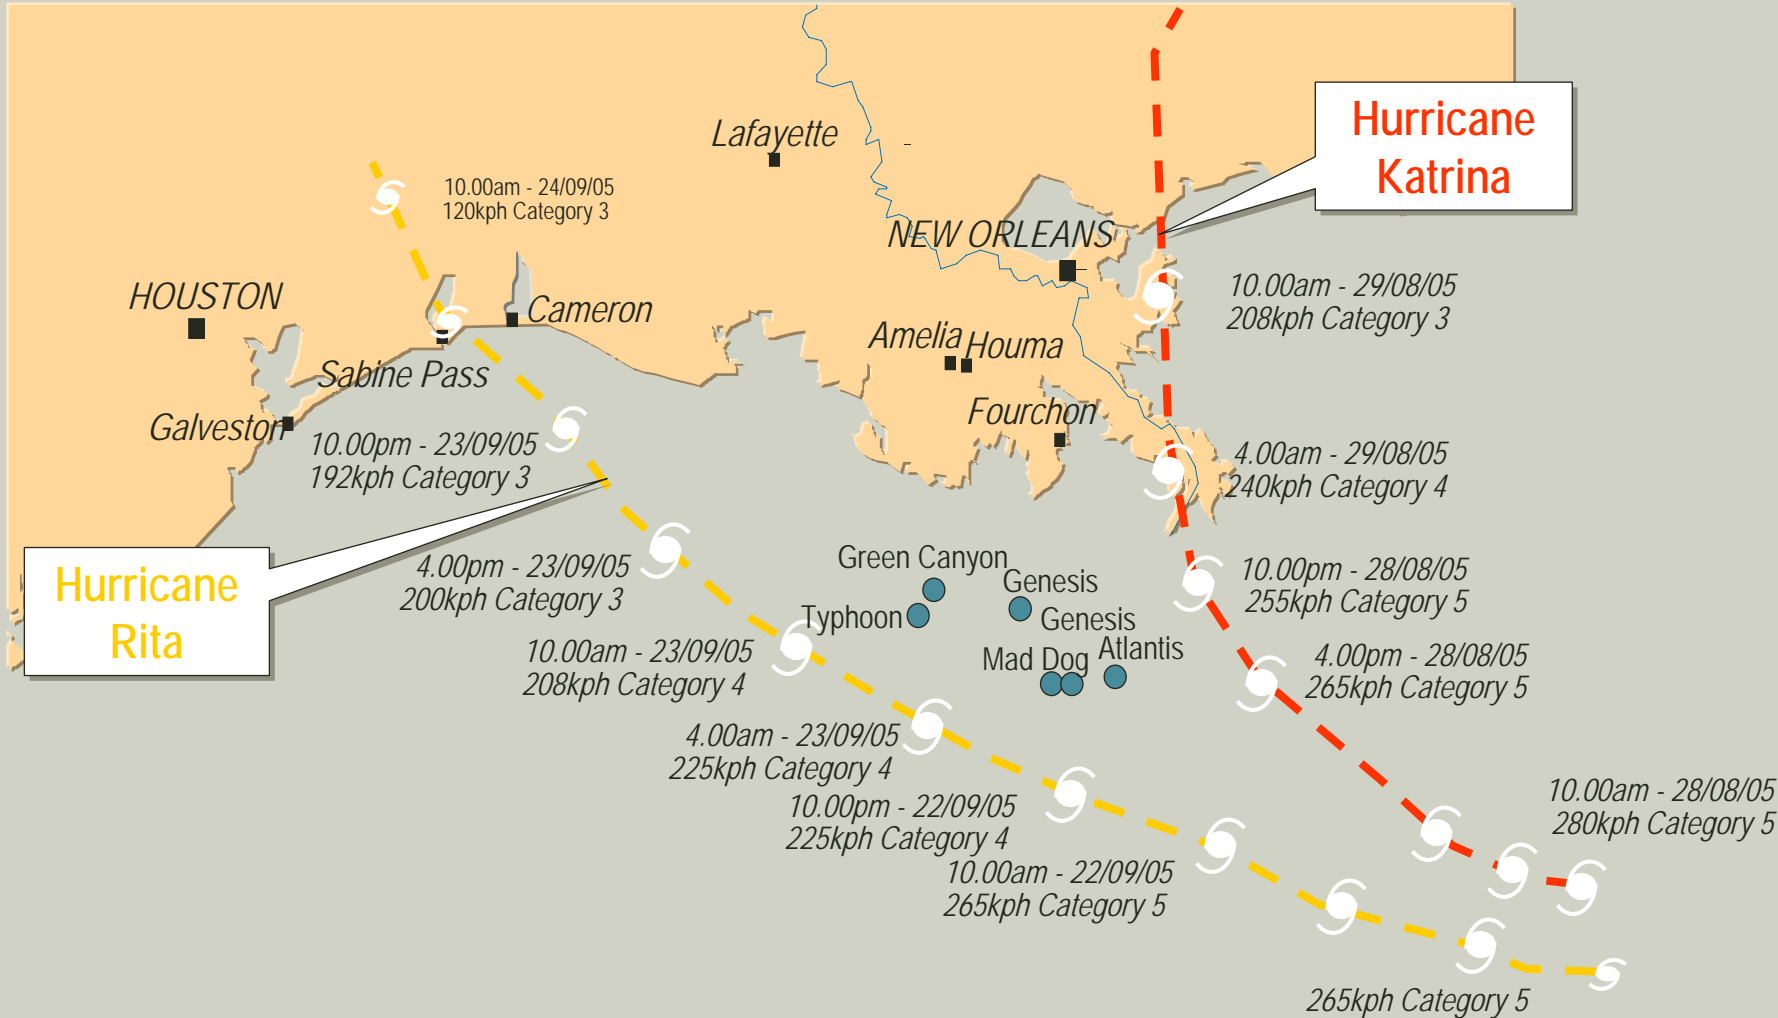 Hurricane
Katrina
Lafayette
10.00am - 24/09/05
120kph Category 3
NEW ORLEANS
HOUSTON
Cameron
10.00am - 29/08/05
208kph Category 3
Amelia
Houma
Sabine Pass
Galveston
Fourchon
10.00pm - 23/09/05
192kph Category 3
4.00am - 29/08/05
240kph Category 4
Hurricane
Rita
4.00pm - 23/09/05
200kph Category 3
Green Canyon
Genesis
Typhoon
Genesis
10.00pm - 28/08/05
255kph Category 5
Mad Dog
Atlantis
10.00am - 23/09/05
208kph Category 4
4.00pm - 28/08/05
265kph Category 5
4.00am - 23/09/05
225kph Category 4
10.00pm - 22/09/05
225kph Category 4
10.00am - 28/08/05
280kph Category 5
10.00am - 22/09/05
265kph Category 5
265kph Category 5